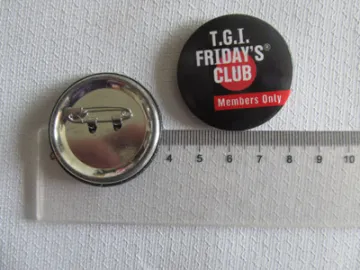 T.G.I.
FRIDAY'S®
CLUB
Members Only
4 5 6 7 8 9 10